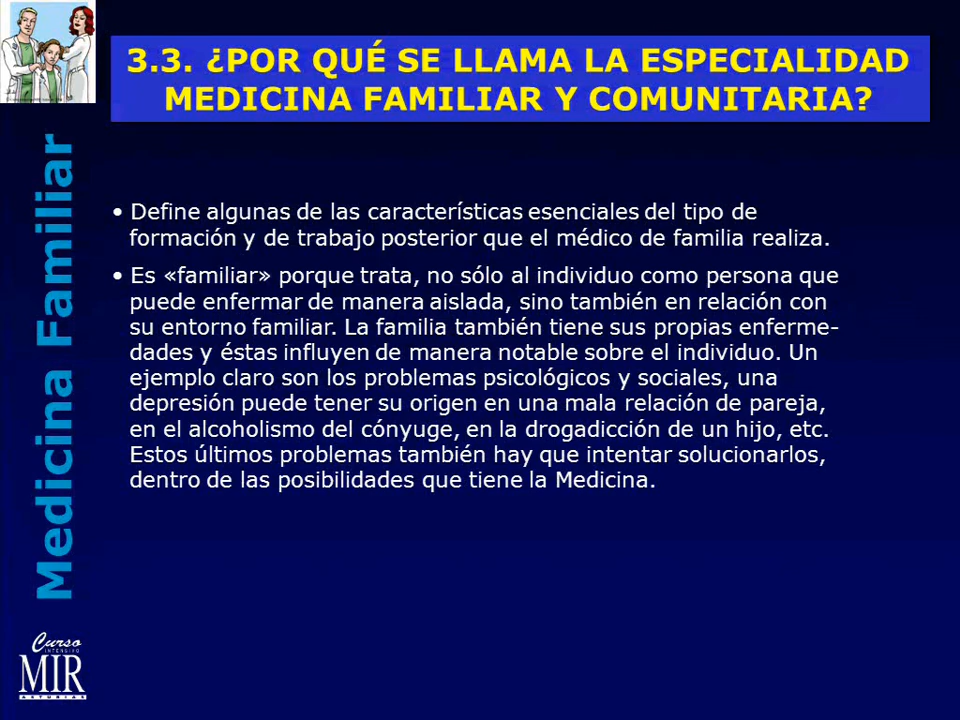 3.3. ¿POR QUÉ SE LLAMA LA ESPECIALIDAD
MEDICINA FAMILIAR Y COMUNITARIA?
Medicina Familiar
• Define algunas de las características esenciales del tipo de
formación y de trabajo posterior que el médico de familia realiza.
• Es «familiar» porque trata, no sólo al individuo como persona que
puede enfermar de manera aislada, sino también en relación con
su entorno familiar. La familia también tiene sus propias enferme-
dades y éstas influyen de manera notable sobre el individuo. Un
ejemplo claro son los problemas psicológicos y sociales, una
depresión puede tener su origen en una mala relación de pareja,
en el alcoholismo del cónyuge, en la drogadicción de un hijo, etc.
Estos últimos problemas también hay que intentar solucionarlos,
dentro de las posibilidades que tiene la Medicina.
Curso
INTENSIVO
MIR
ASTURIAS